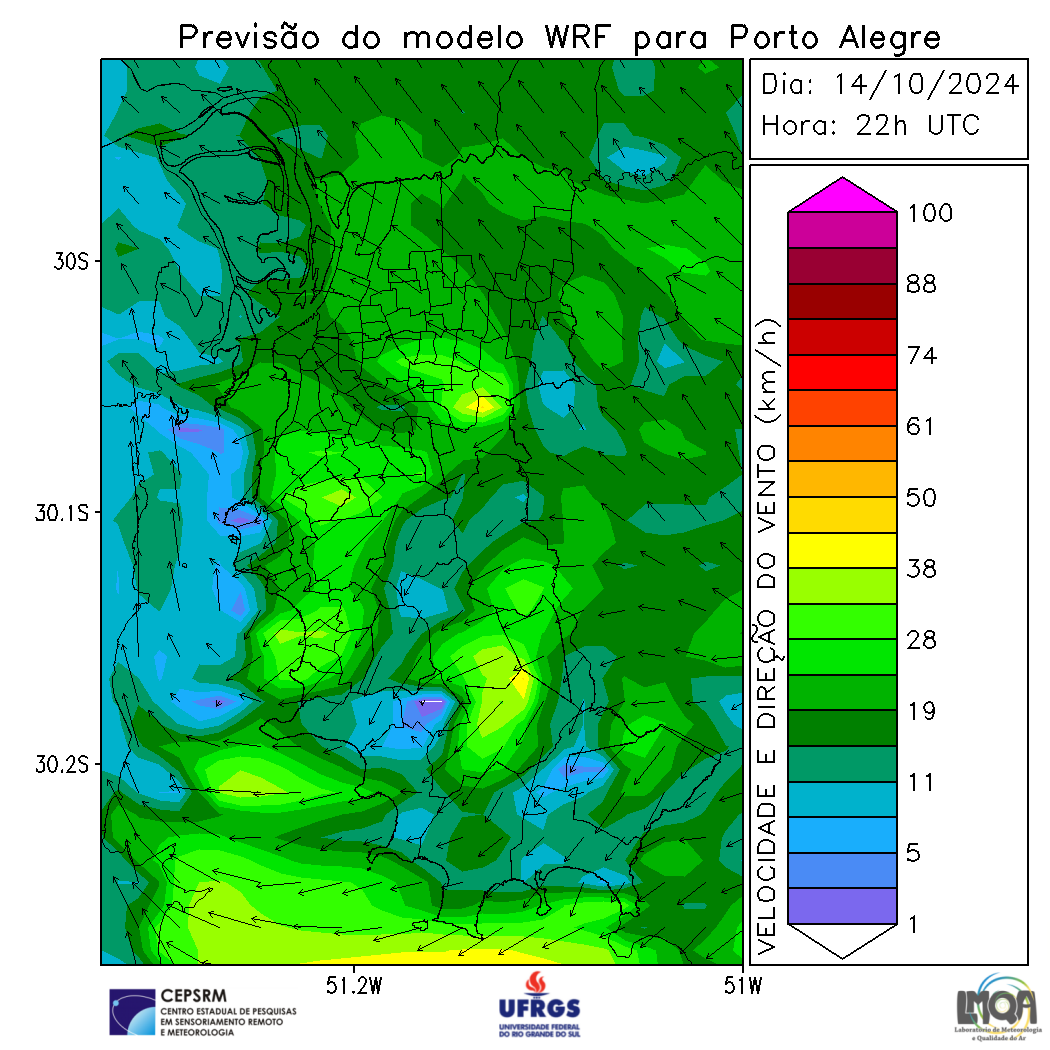 Previsão do modelo WRF para Porto Alegre
Dia: 14/10/2024
Hora: 22h UTC
30S
30.1S
30.2S
51.2W
51W
VELOCIDADE E DIREÇÃO DO VENTO (km/h)
100
88
74
61
50
38
28
19
11
5
1
CEPSRM
CENTRO ESTADUAL DE PESQUISAS
EM SENSORIAMENTO REMOTO
E METEOROLOGIA
UFRGS
UNIVERSIDADE FEDERAL
DO RIO GRANDE DO SUL
LMQA
Laboratório de Meteorologia
e Qualidade do Ar